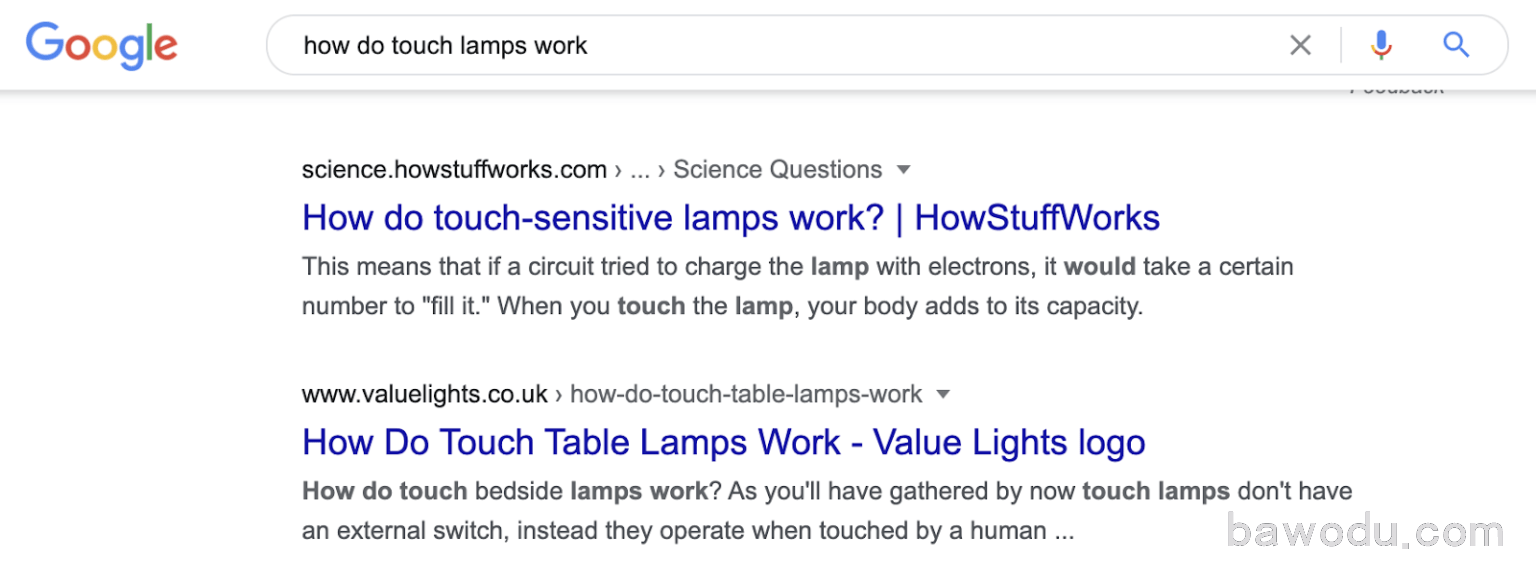 Google
how do touch lamps work
Feedback
science.howstuffworks.com › ... › Science Questions
How do touch-sensitive lamps work? | HowStuffWorks
This means that if a circuit tried to charge the lamp with electrons, it would take a certain
number to "fill it." When you touch the lamp, your body adds to its capacity.
www.valuelights.co.uk › how-do-touch-table-lamps-work
How Do Touch Table Lamps Work - Value Lights logo
How do touch bedside lamps work? As you'll have gathered by now touch lamps don't have
an external switch, instead they operate when touched by a human ...
bawodu.com